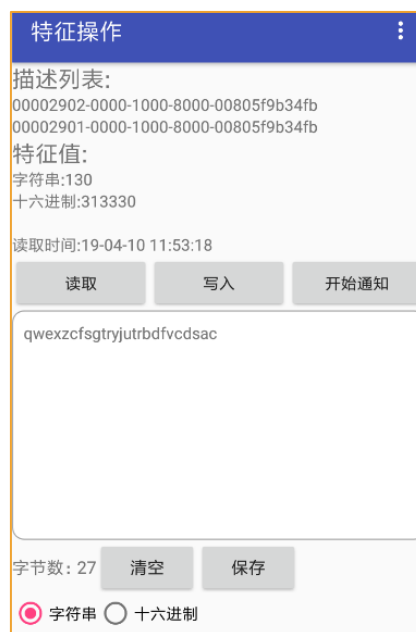 特征操作
描述列表:
00002902-0000-1000-8000-00805f9b34fb
00002901-0000-1000-8000-00805f9b34fb
特征值:
字符串:130
十六进制:313330
读取时间:19-04-10 11:53:18
读取 写入 开始通知
qwexzcfsgtryjutrbdfvcdsac
字节数: 27 清空 保存
字符串 十六进制